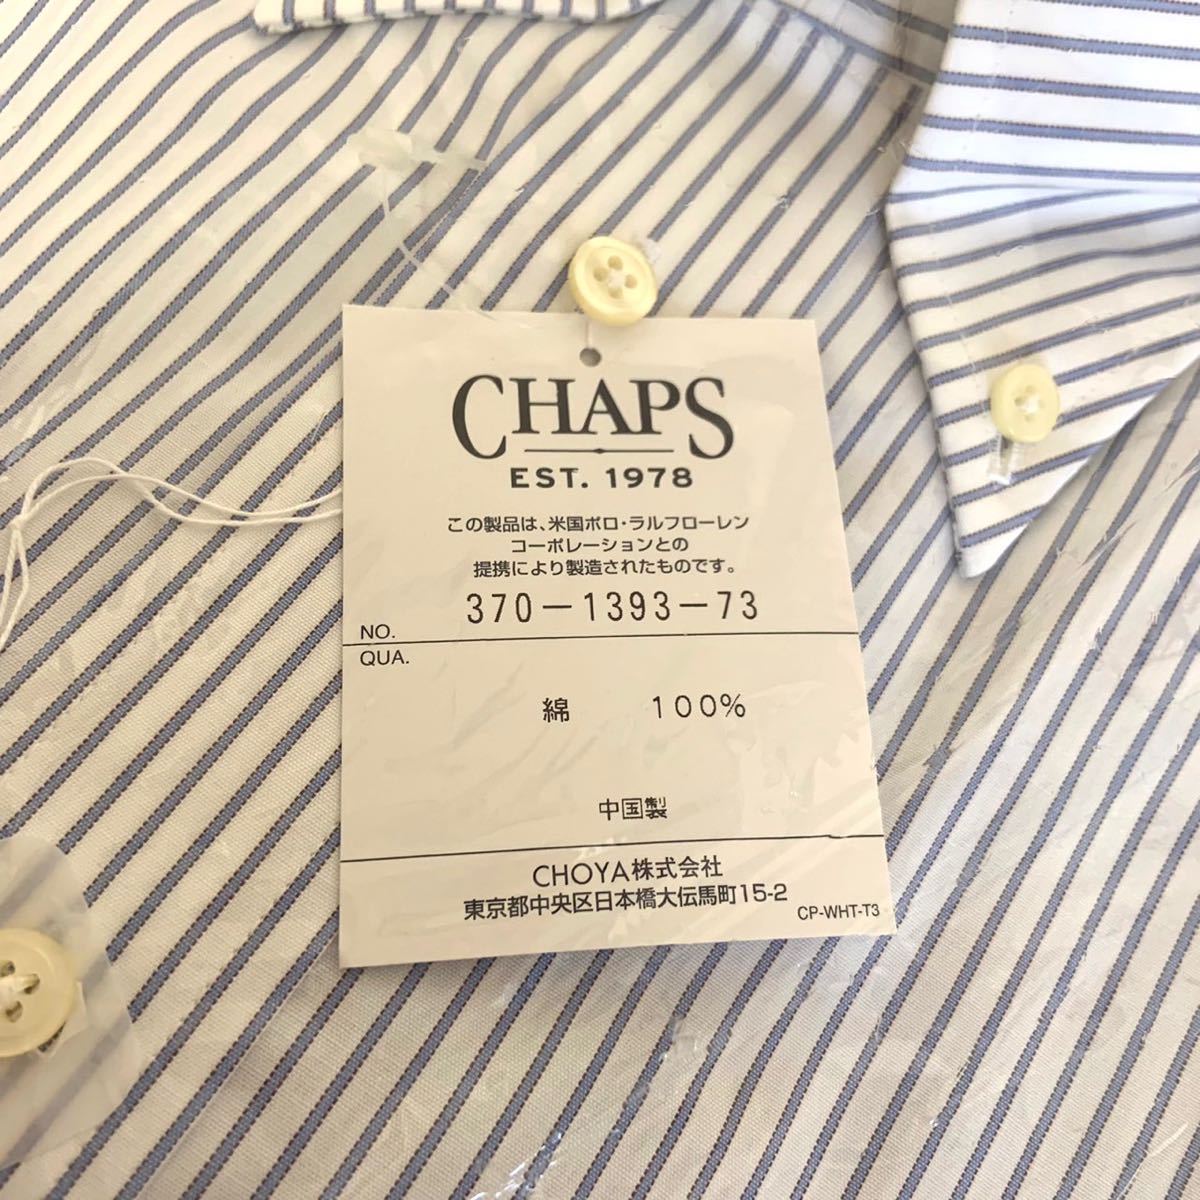 CHAPS
EST. 1978
この製品は、米国ポロ・ラルフローレン
コーポレーションとの
提携により製造されたものです。
NO. 370-1393-73
QUA.
綿 100%
中国製
CHOYA株式会社
東京都中央区日本橋大伝馬町15-2
CP-WHT-T3